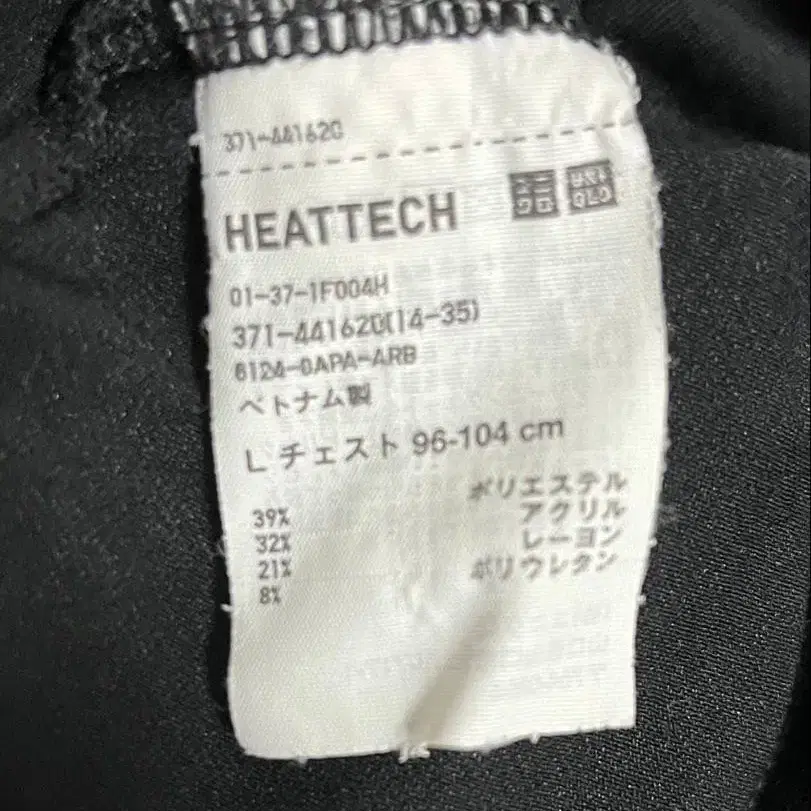 371-441620
HEATTECH
ユニ
クロ
UNI
QLO
01-37-1F004H
371-441620(14-35)
6124-0APA-ARB
ベトナム製
L チェスト 96-104 cm
39% ポリエステル
32% アクリル
21% レーヨン
8% ポリウレタン